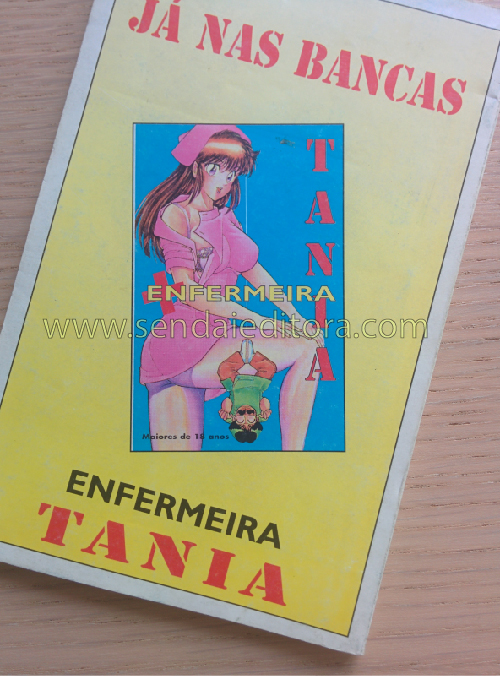 JÁ NAS BANCAS
TANIA
ENFERMEIRA
www.sendaieditora.com
Maiores de 18 anos
ENFERMEIRA
TANIA